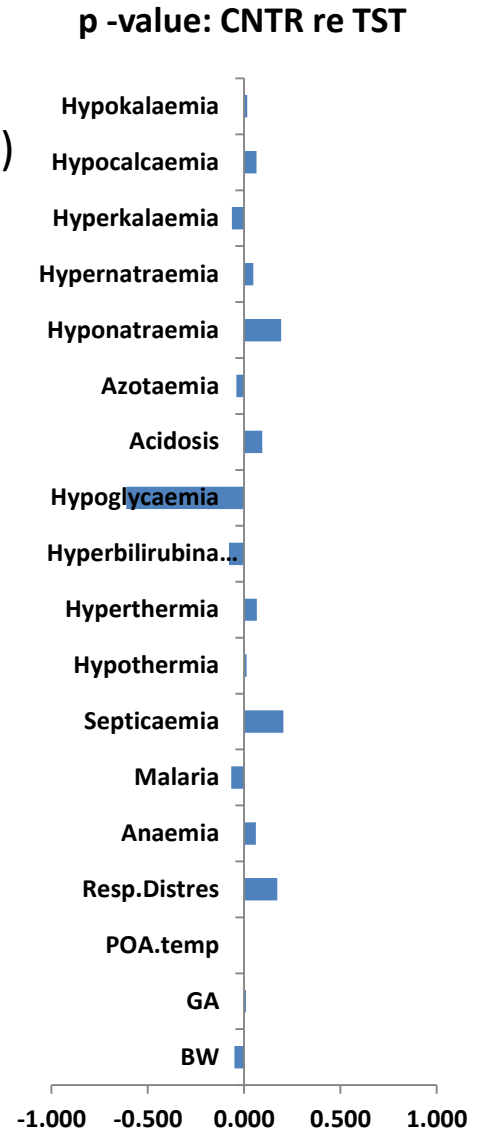 p -value: CNTR re TST
Hypokalaemia
)
Hypocalcaemia
Hyperkalaemia
Hypernatraemia
Hyponatraemia
Azotaemia
Acidosis
Hypoglycaemia
Hyperbilirubina...
Hyperthermia
Hypothermia
Septicaemia
Malaria
Anaemia
Resp.Distres
POA.temp
GA
BW
-1.000 -0.500 0.000 0.500 1.000